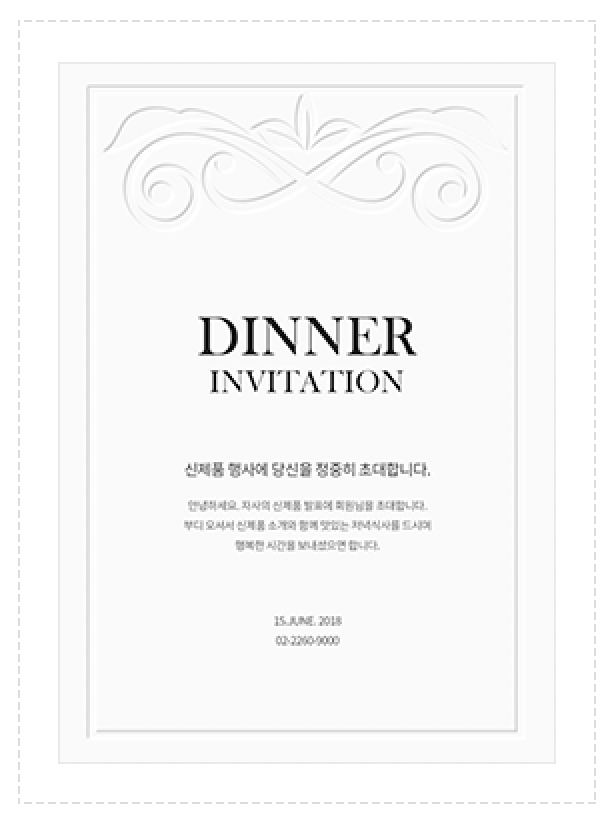 DINNER
INVITATION
신제품 행사에 당신을 정중히 초대합니다.
안녕하세요. 자사의 신제품 발표에 회원님을 초대합니다.
부디 오셔서 신제품 소개와 함께 맛있는 저녁식사를 드시며
행복한 시간을 보내셨으면 합니다.
15.JUNE. 2018
02-2260-9000